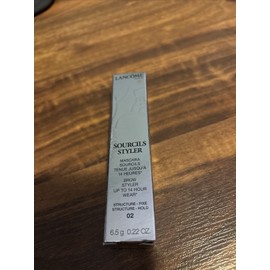 LANCÔME
SOURCILS
STYLER
MASCARA
SOURCILS
TENUE JUSQU'À
14 HEURES*
BROW
STYLER
UP TO 14 HOUR
WEAR*
STRUCTURE - FIXE
STRUCTURE - HOLD
02
6.5 g 0.22 OZ.